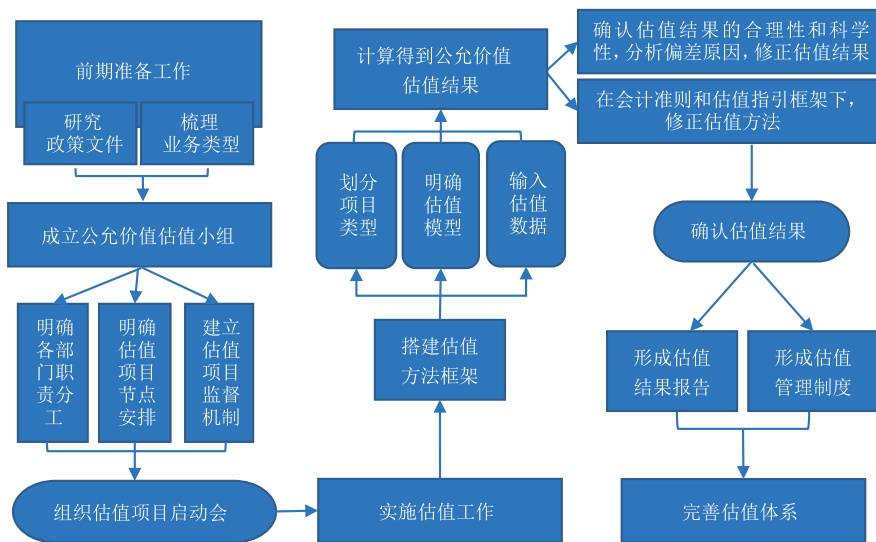 前期准备工作
研究
政策文件
梳理
业务类型
成立公允价值估值小组
明确
各部
门职
责分
工
明确
估值
项目
节点
安排
建立
估值
项目
监督
机制
组织估值项目启动会
实施估值工作
搭建估值
方法框架
划分
项目
类型
明确
估值
模型
输入
估值
数据
计算得到公允价值
估值结果
确认估值结果的合理性和科学
性，分析偏差原因，修正估值结果
在会计准则和估值指引框架下，
修正估值方法
确认估值结果
形成估值
结果报告
形成估值
管理制度
完善估值体系